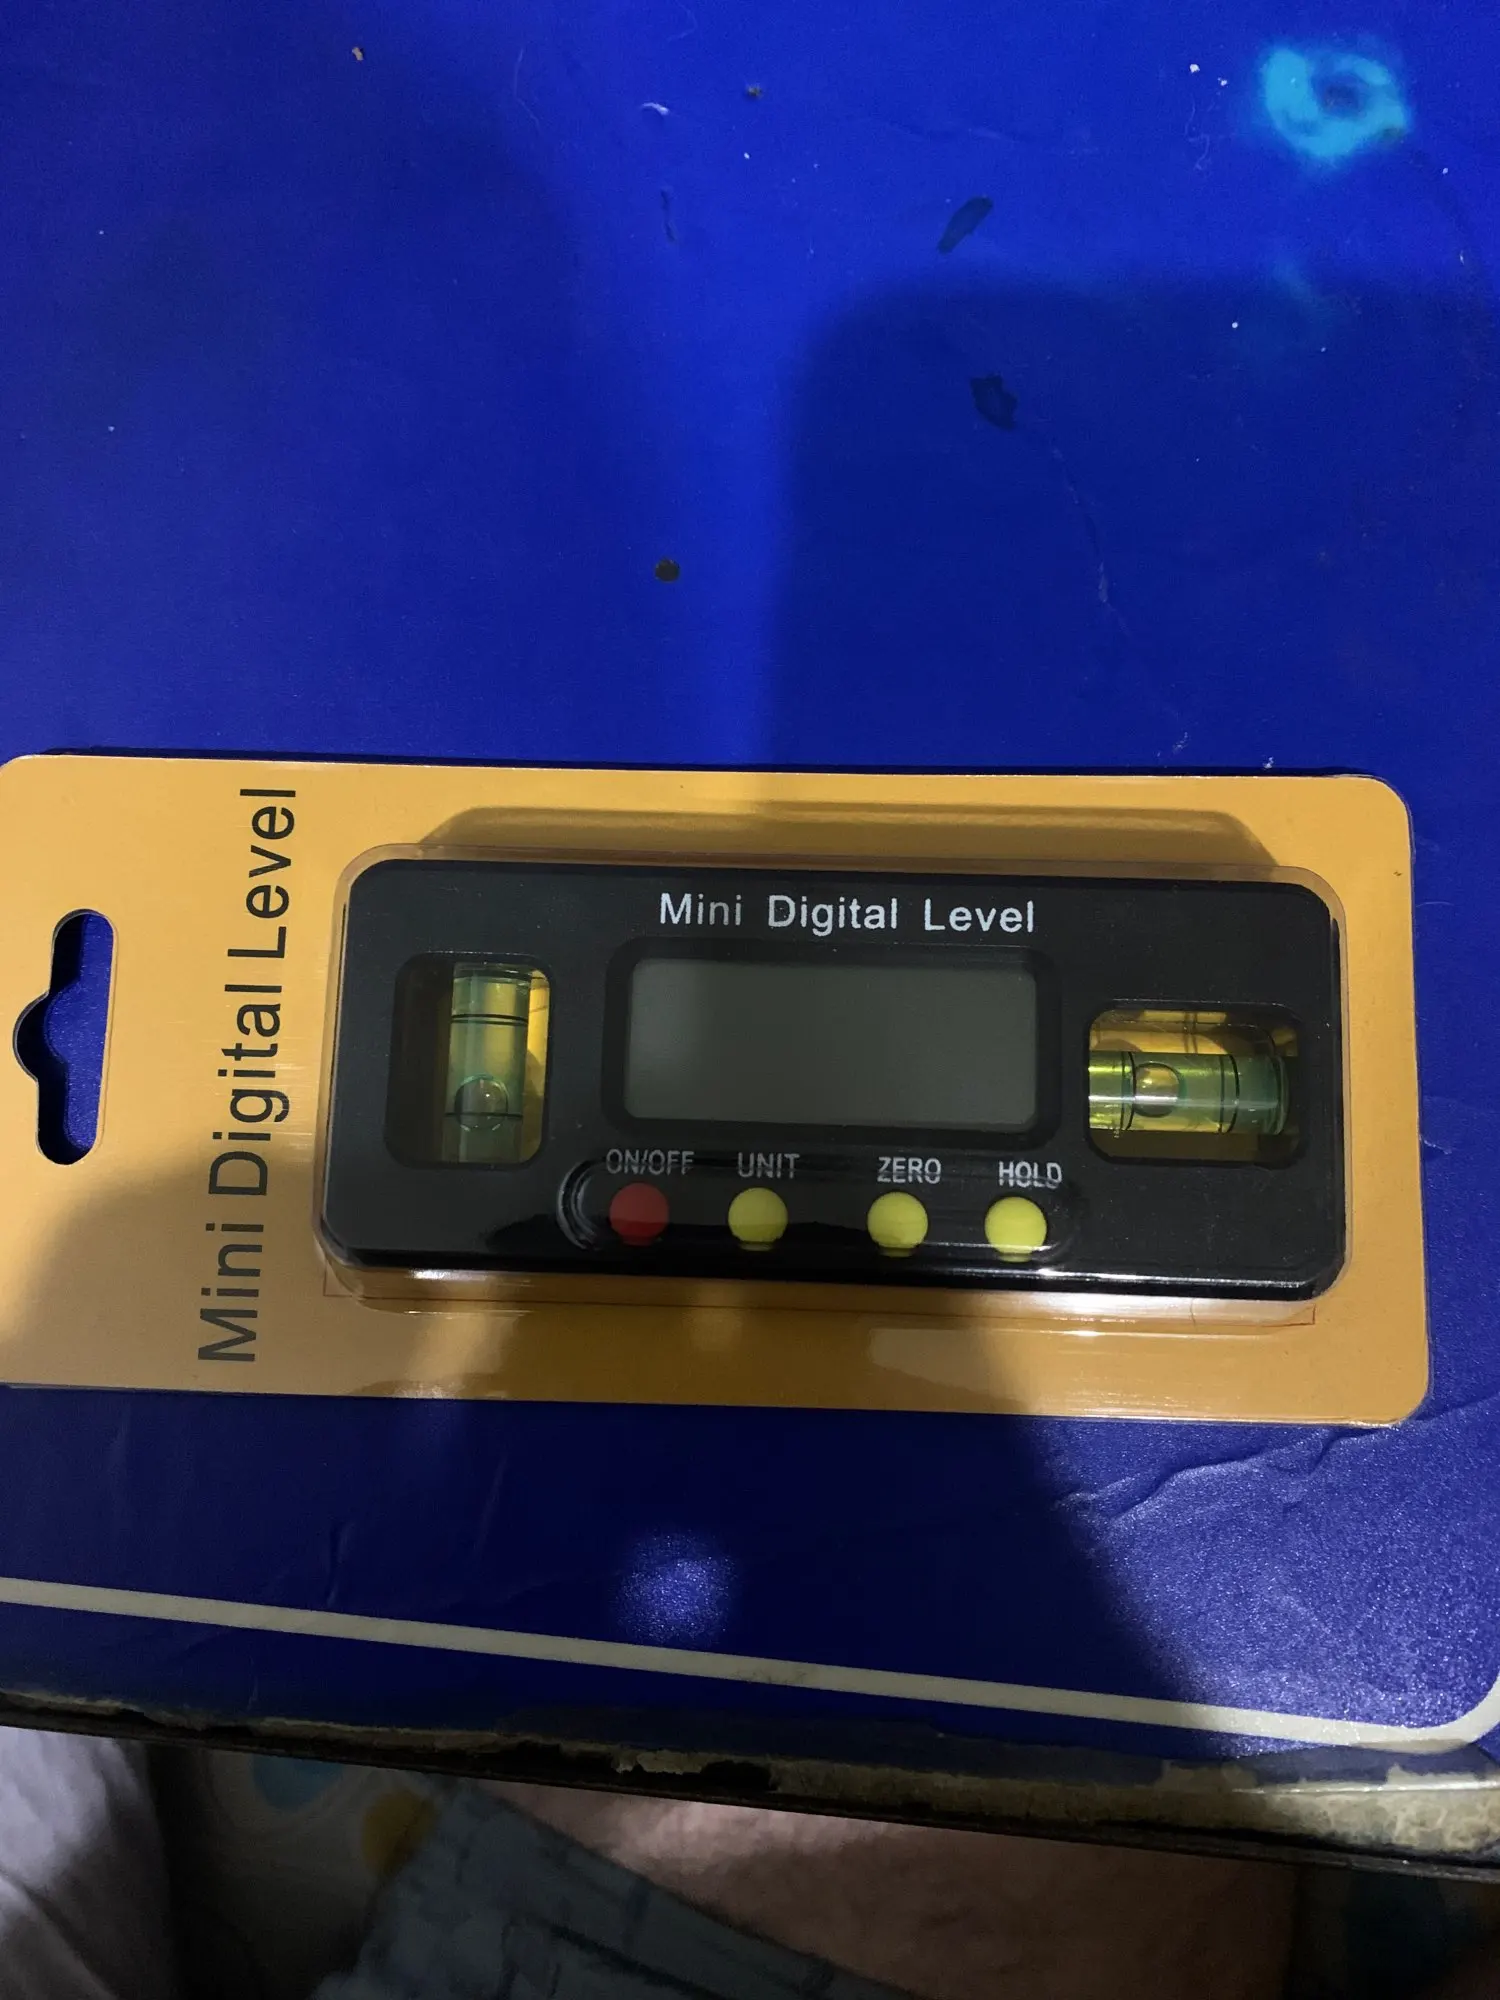 Mini Digital Level
Mini Digital Level
ON/OFF UNIT ZERO HOLD